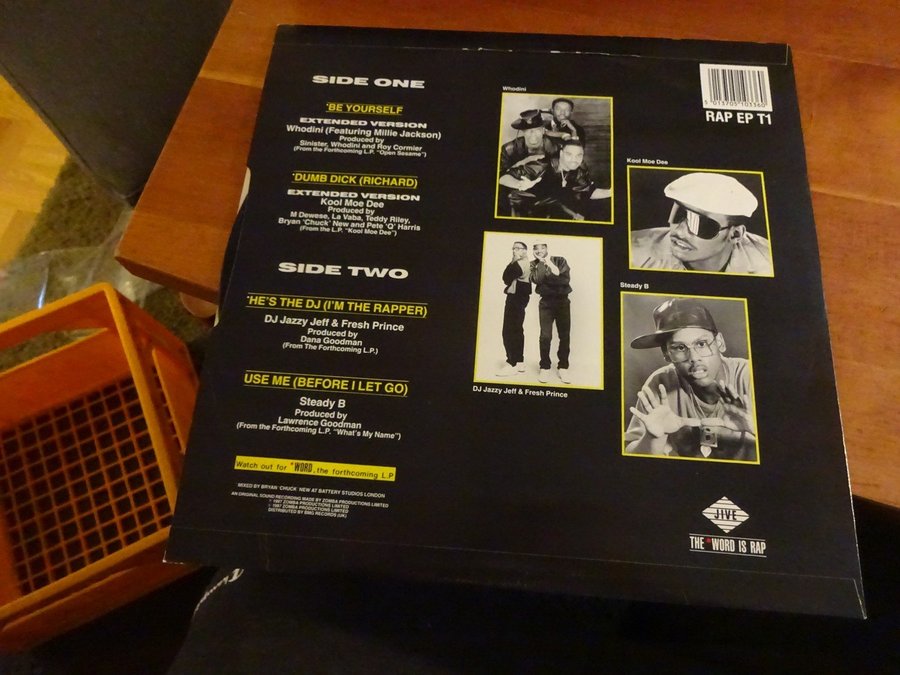 SIDE ONE
'BE YOURSELF
EXTENDED VERSION
Whodini (Featuring Millie Jackson)
Produced by
Sinister, Whodini and Roy Cormier
(From the Forthcoming L.P. "Open Sesame")
'DUMB DICK (RICHARD)
EXTENDED VERSION
Kool Moe Dee
Produced by
M Dewese, La Vaba, Teddy Riley,
Bryan 'Chuck' New and Pete 'Q' Harris
(From the L.P. "Kool Moe Dee")
SIDE TWO
'HE'S THE DJ (I'M THE RAPPER)
DJ Jazzy Jeff & Fresh Prince
Produced by
Dana Goodman
(From The Forthcoming L.P.)
USE ME (BEFORE I LET GO)
Steady B
Produced by
Lawrence Goodman
(From the Forthcoming L.P. "What's My Name")
Watch out for "WORD, the forthcoming L.P
MIXED BY BRYAN 'CHUCK' NEW AT BATTERY STUDIOS LONDON
AN ORIGINAL SOUND RECORDING MADE BY ZOMBA PRODUCTIONS LIMITED
℗ 1987 ZOMBA PRODUCTIONS LIMITED
© 1987 ZOMBA PRODUCTIONS LIMITED
DISTRIBUTED BY BMG RECORDS (UK)
Whodini
DJ Jazzy Jeff & Fresh Prince
5 013705 103360
RAP EP T1
Kool Moe Dee
Steady B
JIVE
THE "WORD IS RAP